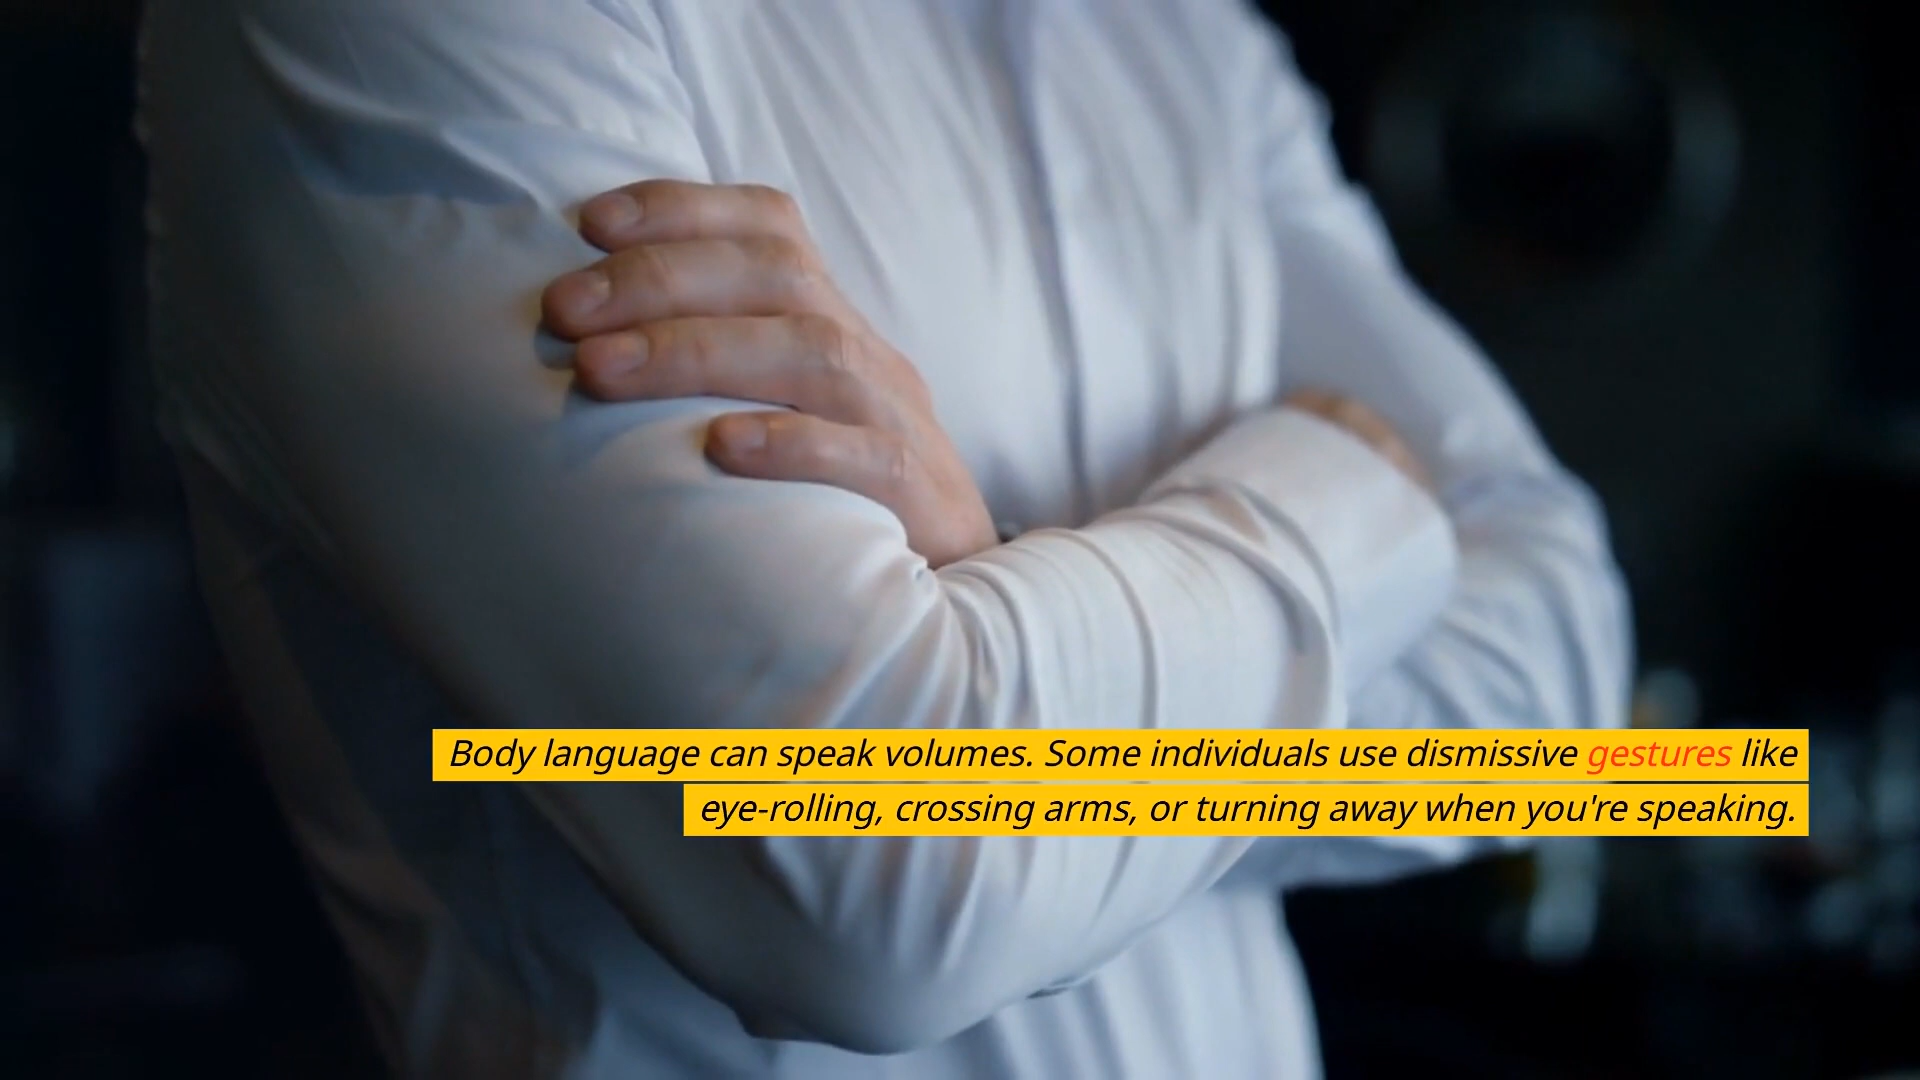 Body language can speak volumes. Some individuals use dismissive gestures like
eye-rolling, crossing arms, or turning away when you're speaking.